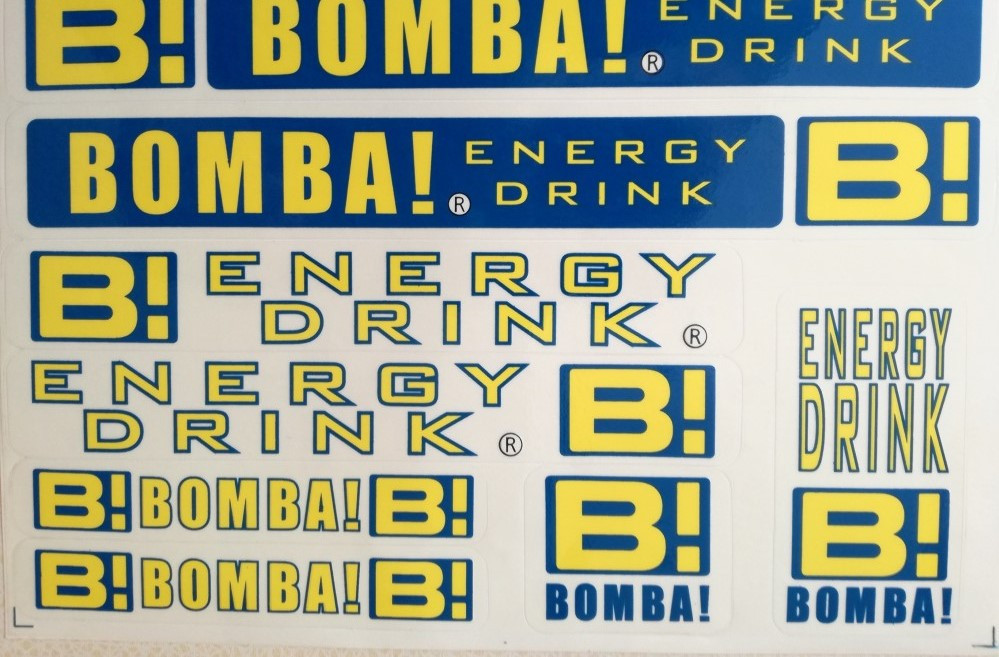 B! BOMBA!® ENERGY
DRINK
BOMBA!® ENERGY B!
DRINK
B! ENERGY
DRINK®
ENERGY
DRINK® B!
ENERGY
DRINK
B! BOMBA! B!
B! BOMBA! B!
B!
BOMBA!
B!
BOMBA!